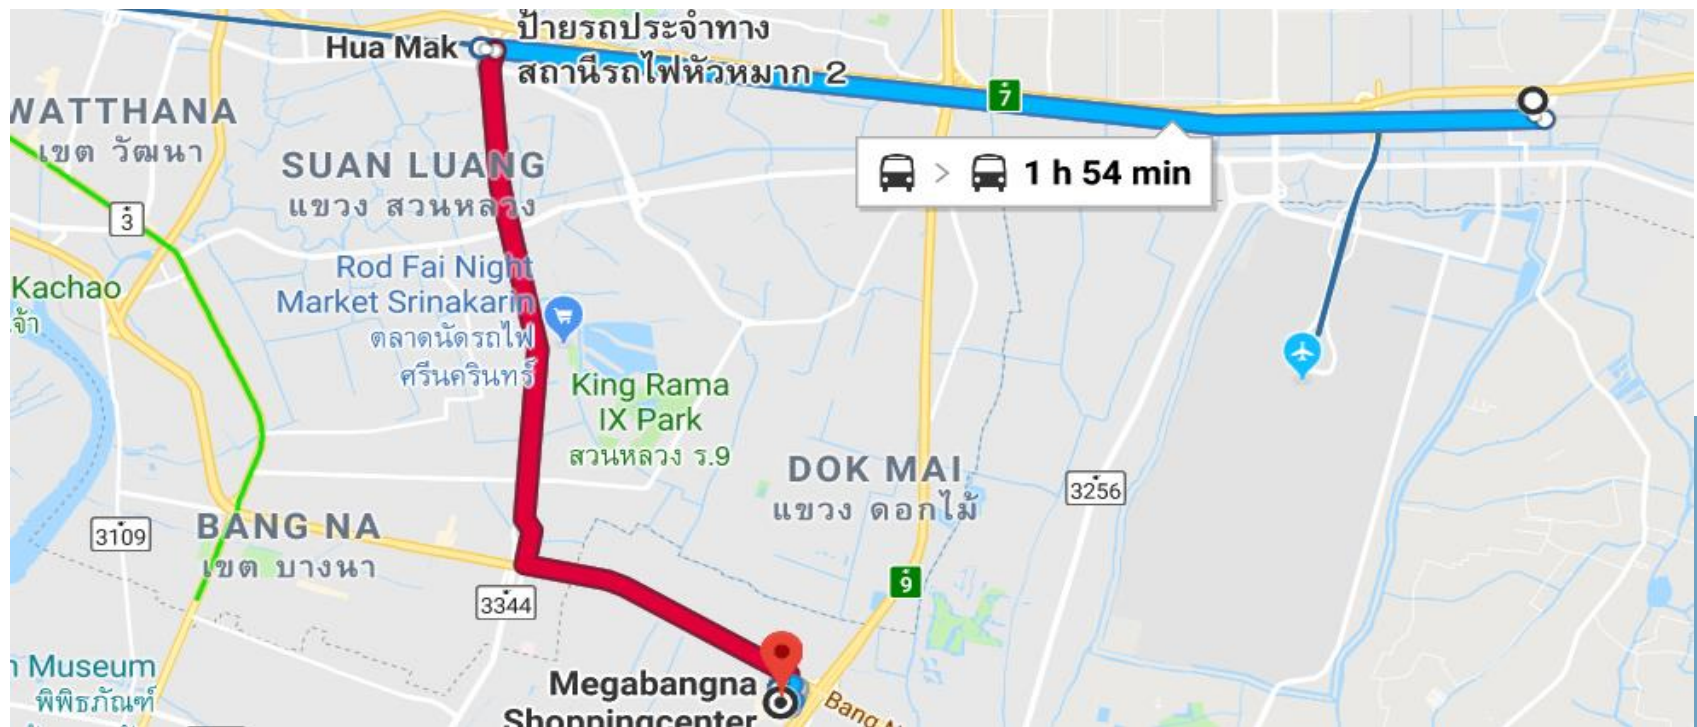 ป้ายรถประจำทาง
สถานีรถไฟหัวหมาก 2
Hua Mak
7
WATTHANA
เขต วัฒนา
3
SUAN LUANG
แขวง สวนหลวง
1 h 54 min
Rod Fai Night
Market Srinakarin
ตลาดนัดรถไฟ
ศรีนครินทร์
Kachao
เจ้า
King Rama
IX Park
สวนหลวง ร.9
DOK MAI
แขวง ดอกไม้
3256
3109
BANG NA
เขต บางนา
9
3344
Museum
พิพิธภัณฑ์
Megabangna
Shoppingcenter
Bang